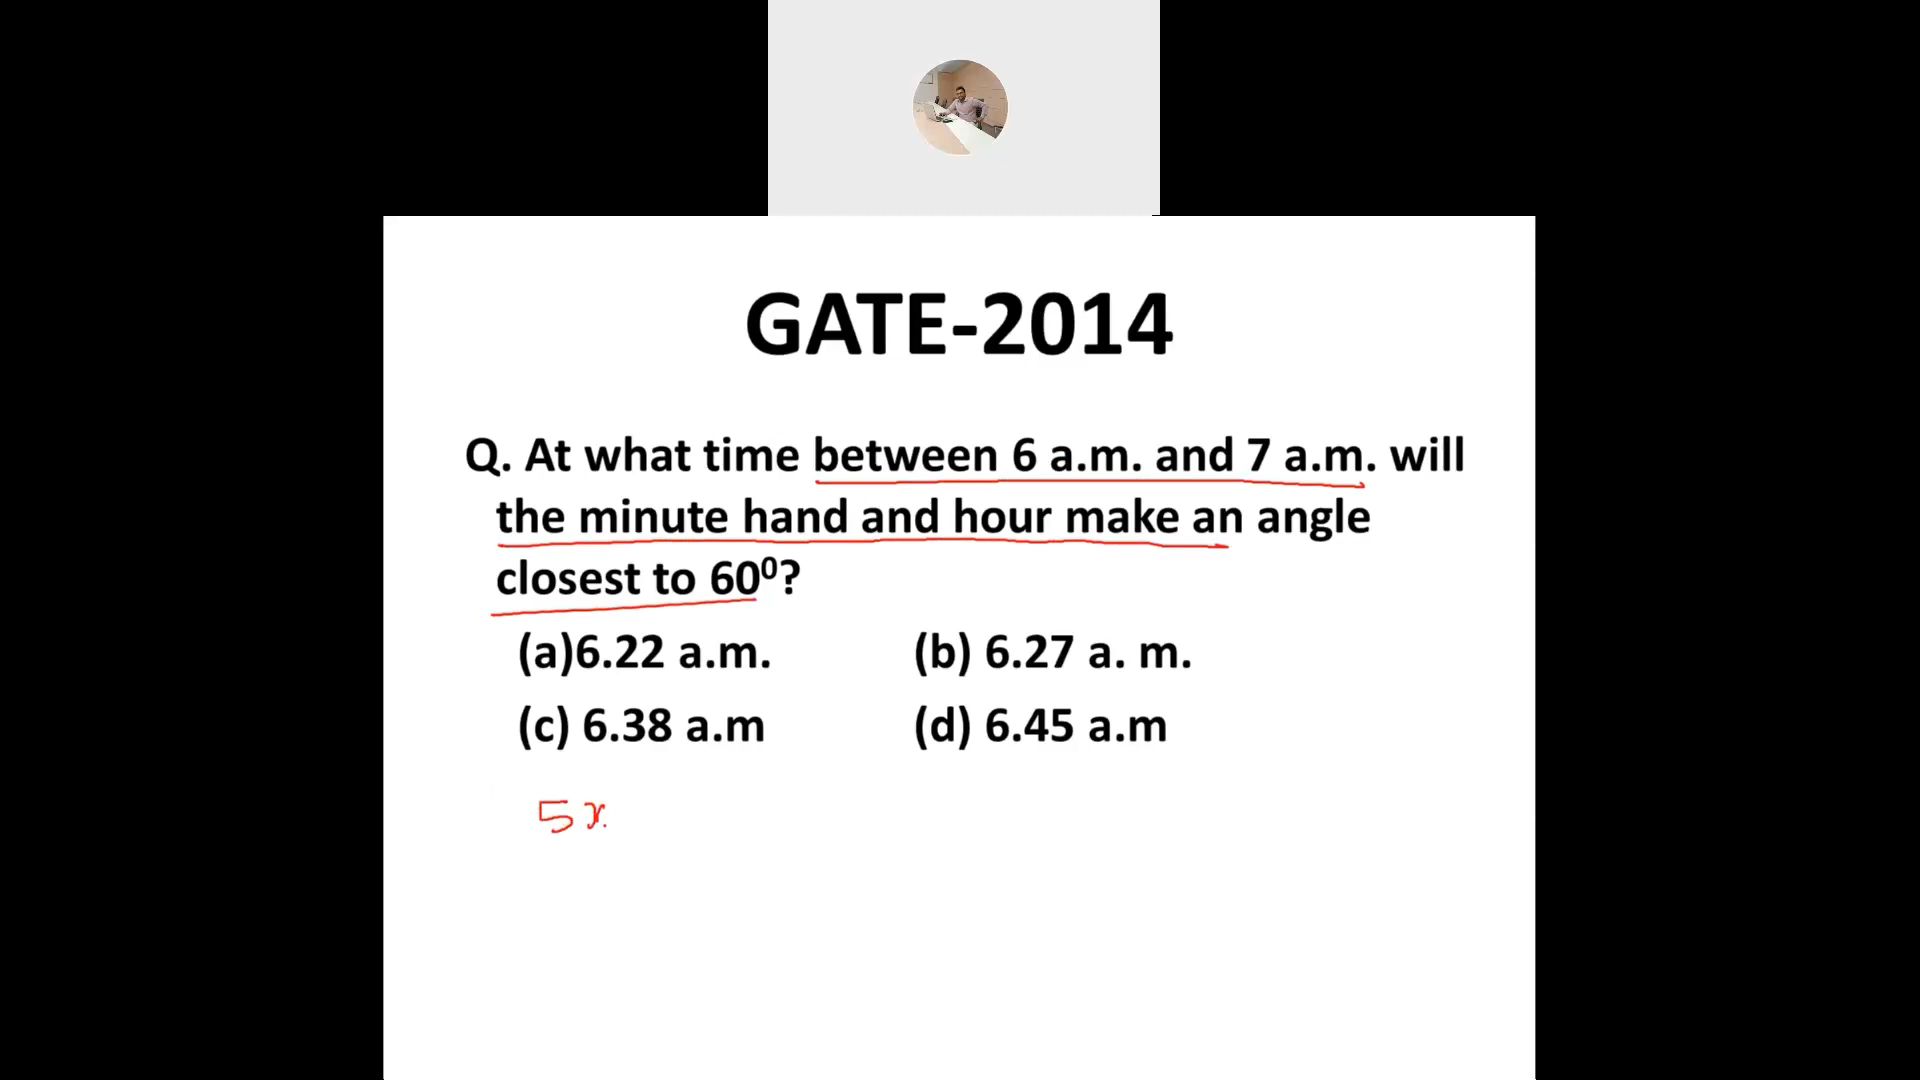 GATE-2014
Q. At what time between 6 a.m. and 7 a.m. will
the minute hand and hour make an angle
closest to 60⁰?
(a)6.22 a.m. (b) 6.27 a. m.
(c) 6.38 a.m (d) 6.45 a.m
5x